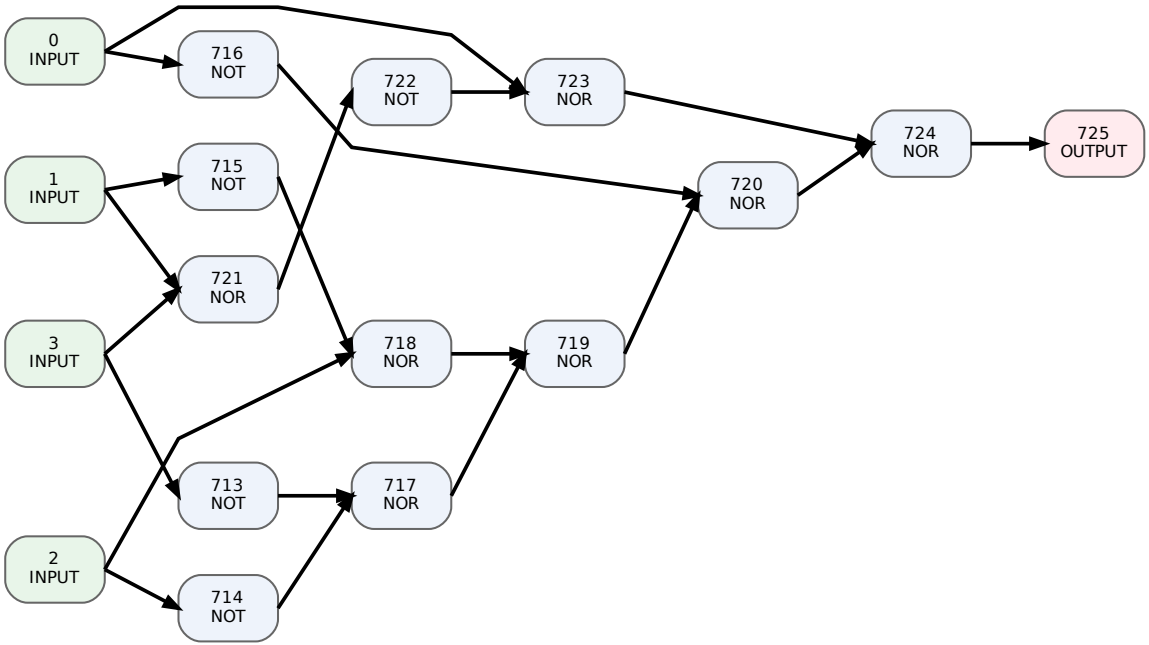 0
INPUT
716
NOT
722
NOT
723
NOR
724
NOR
725
OUTPUT
1
INPUT
715
NOT
720
NOR
721
NOR
3
INPUT
718
NOR
719
NOR
713
NOT
717
NOR
2
INPUT
714
NOT